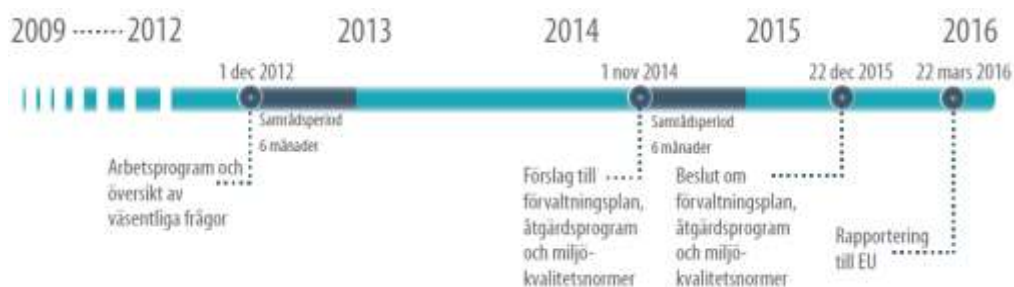 2009 ······ 2012 2013 2014 2015 2016
1 dec 2012 1 nov 2014 22 dec 2015 22 mars 2016
Samrådsperiod
6 månader
Samrådsperiod
6 månader
Arbetsprogram och
översikt av
väsentliga frågor
Förslag till
förvaltningsplan,
åtgärdsprogram
och miljö-
kvalitetsnormer
Beslut om
förvaltningsplan,
åtgärdsprogram
och miljö-
kvalitetsnormer
Rapportering
till EU